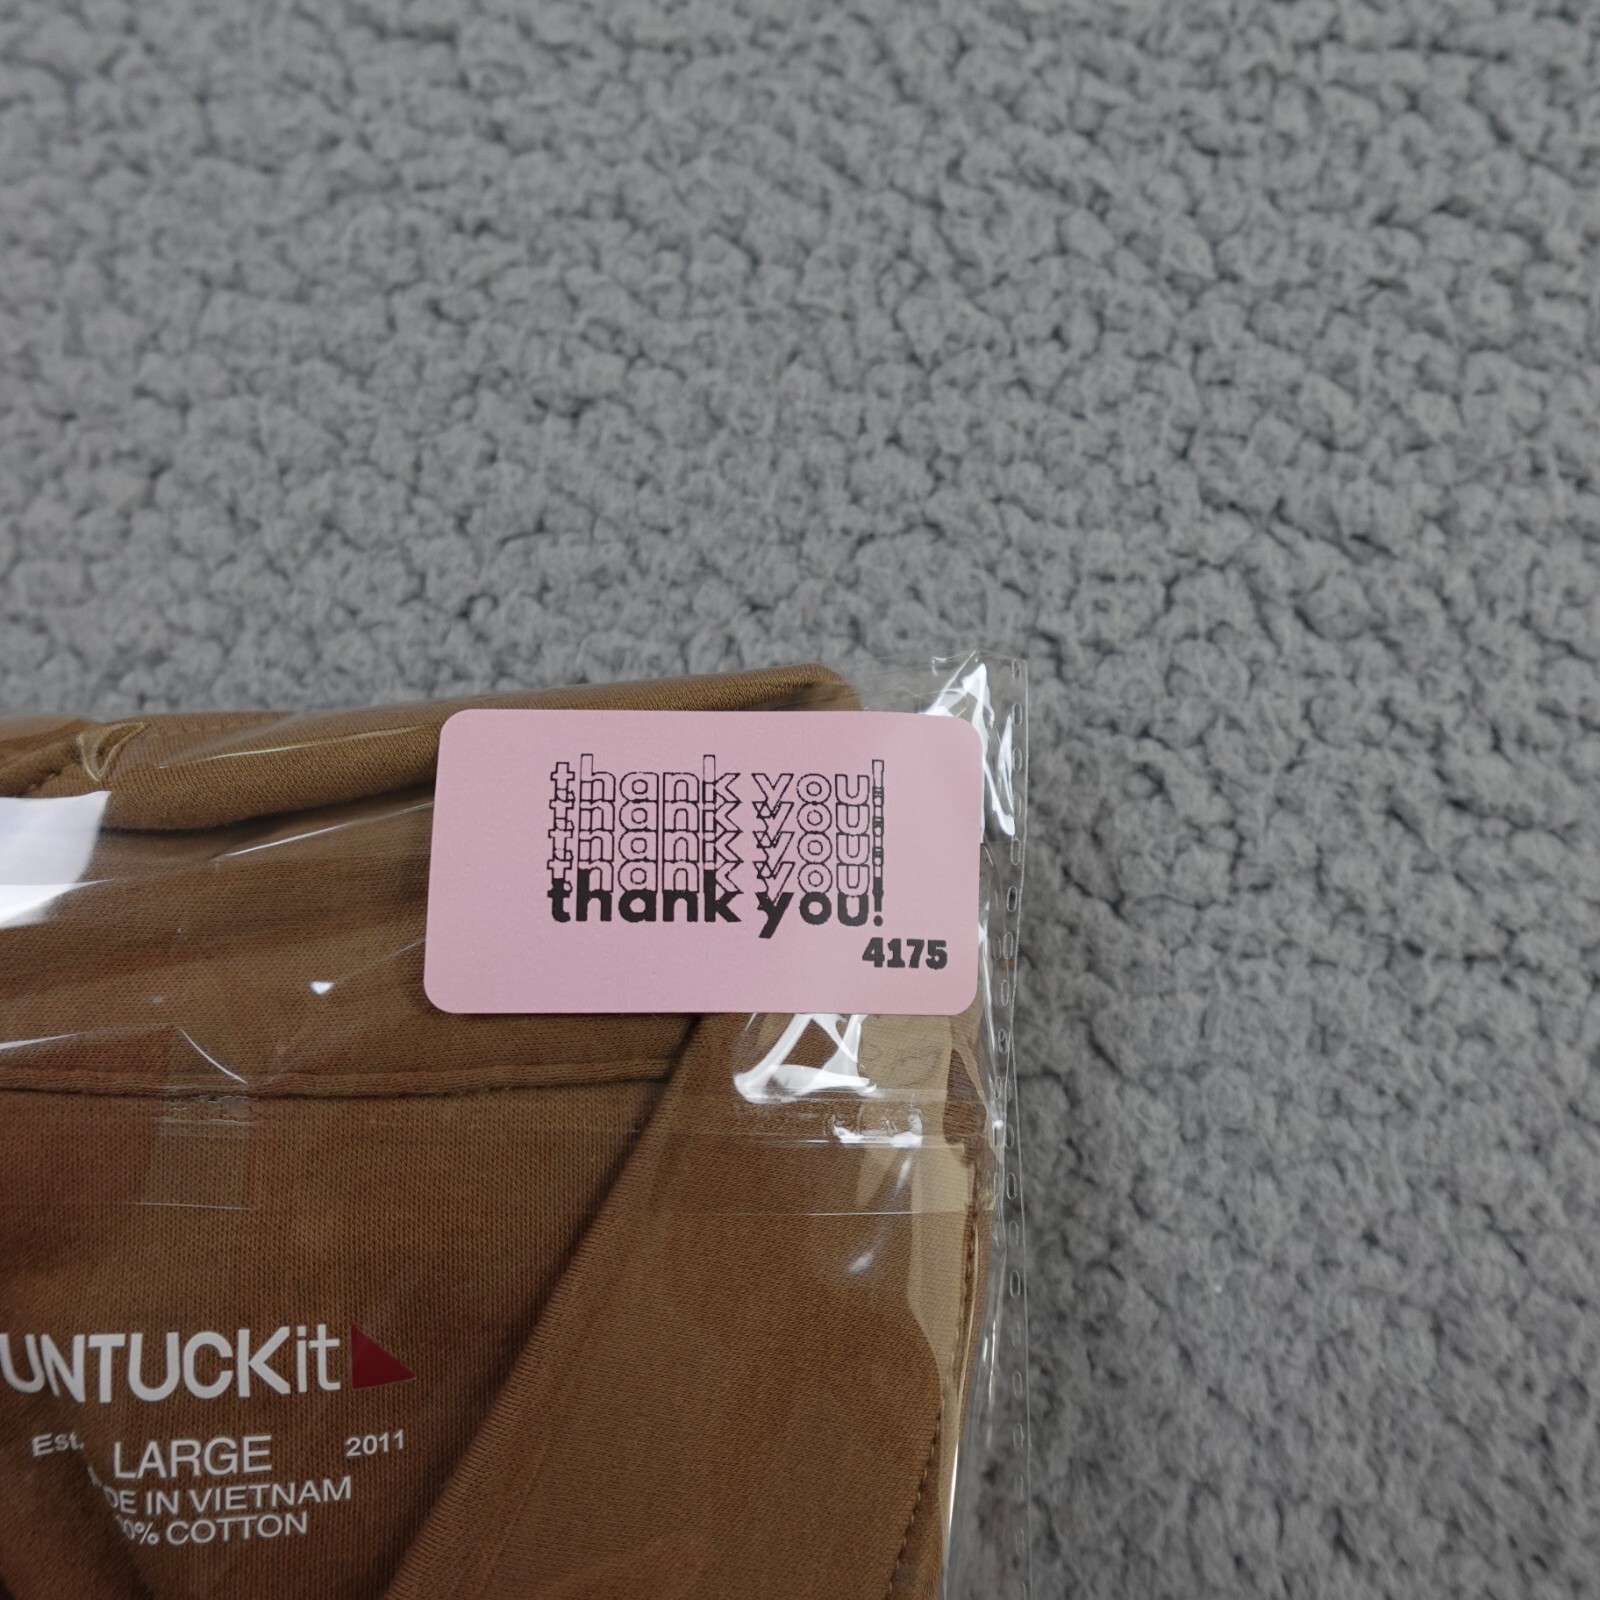 thank you!
thank you!
thank you!
thank you!
thank you!
4175
UNTUCKit
Est. LARGE 2011
DE IN VIETNAM
0% COTTON